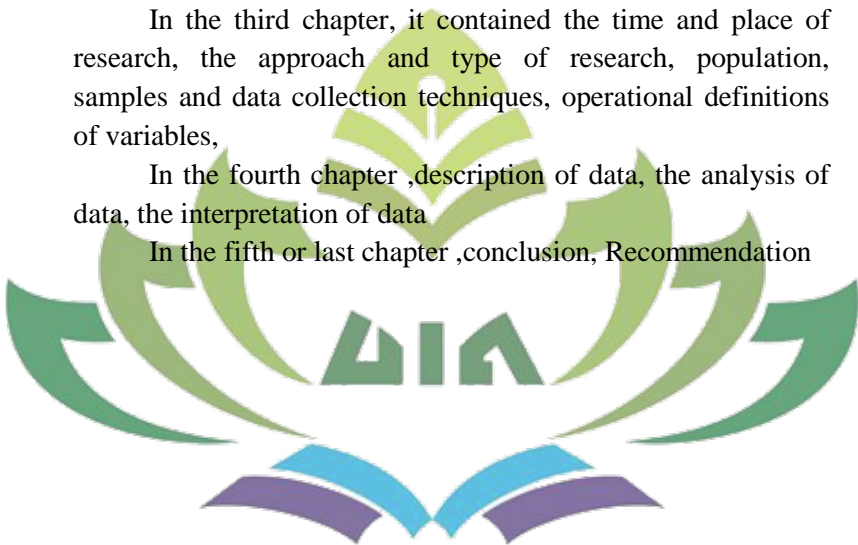 In the third chapter, it contained the time and place of
research, the approach and type of research, population,
samples and data collection techniques, operational definitions
of variables,
In the fourth chapter ,description of data, the analysis of
data, the interpretation of data
In the fifth or last chapter ,conclusion, Recommendation
UIN